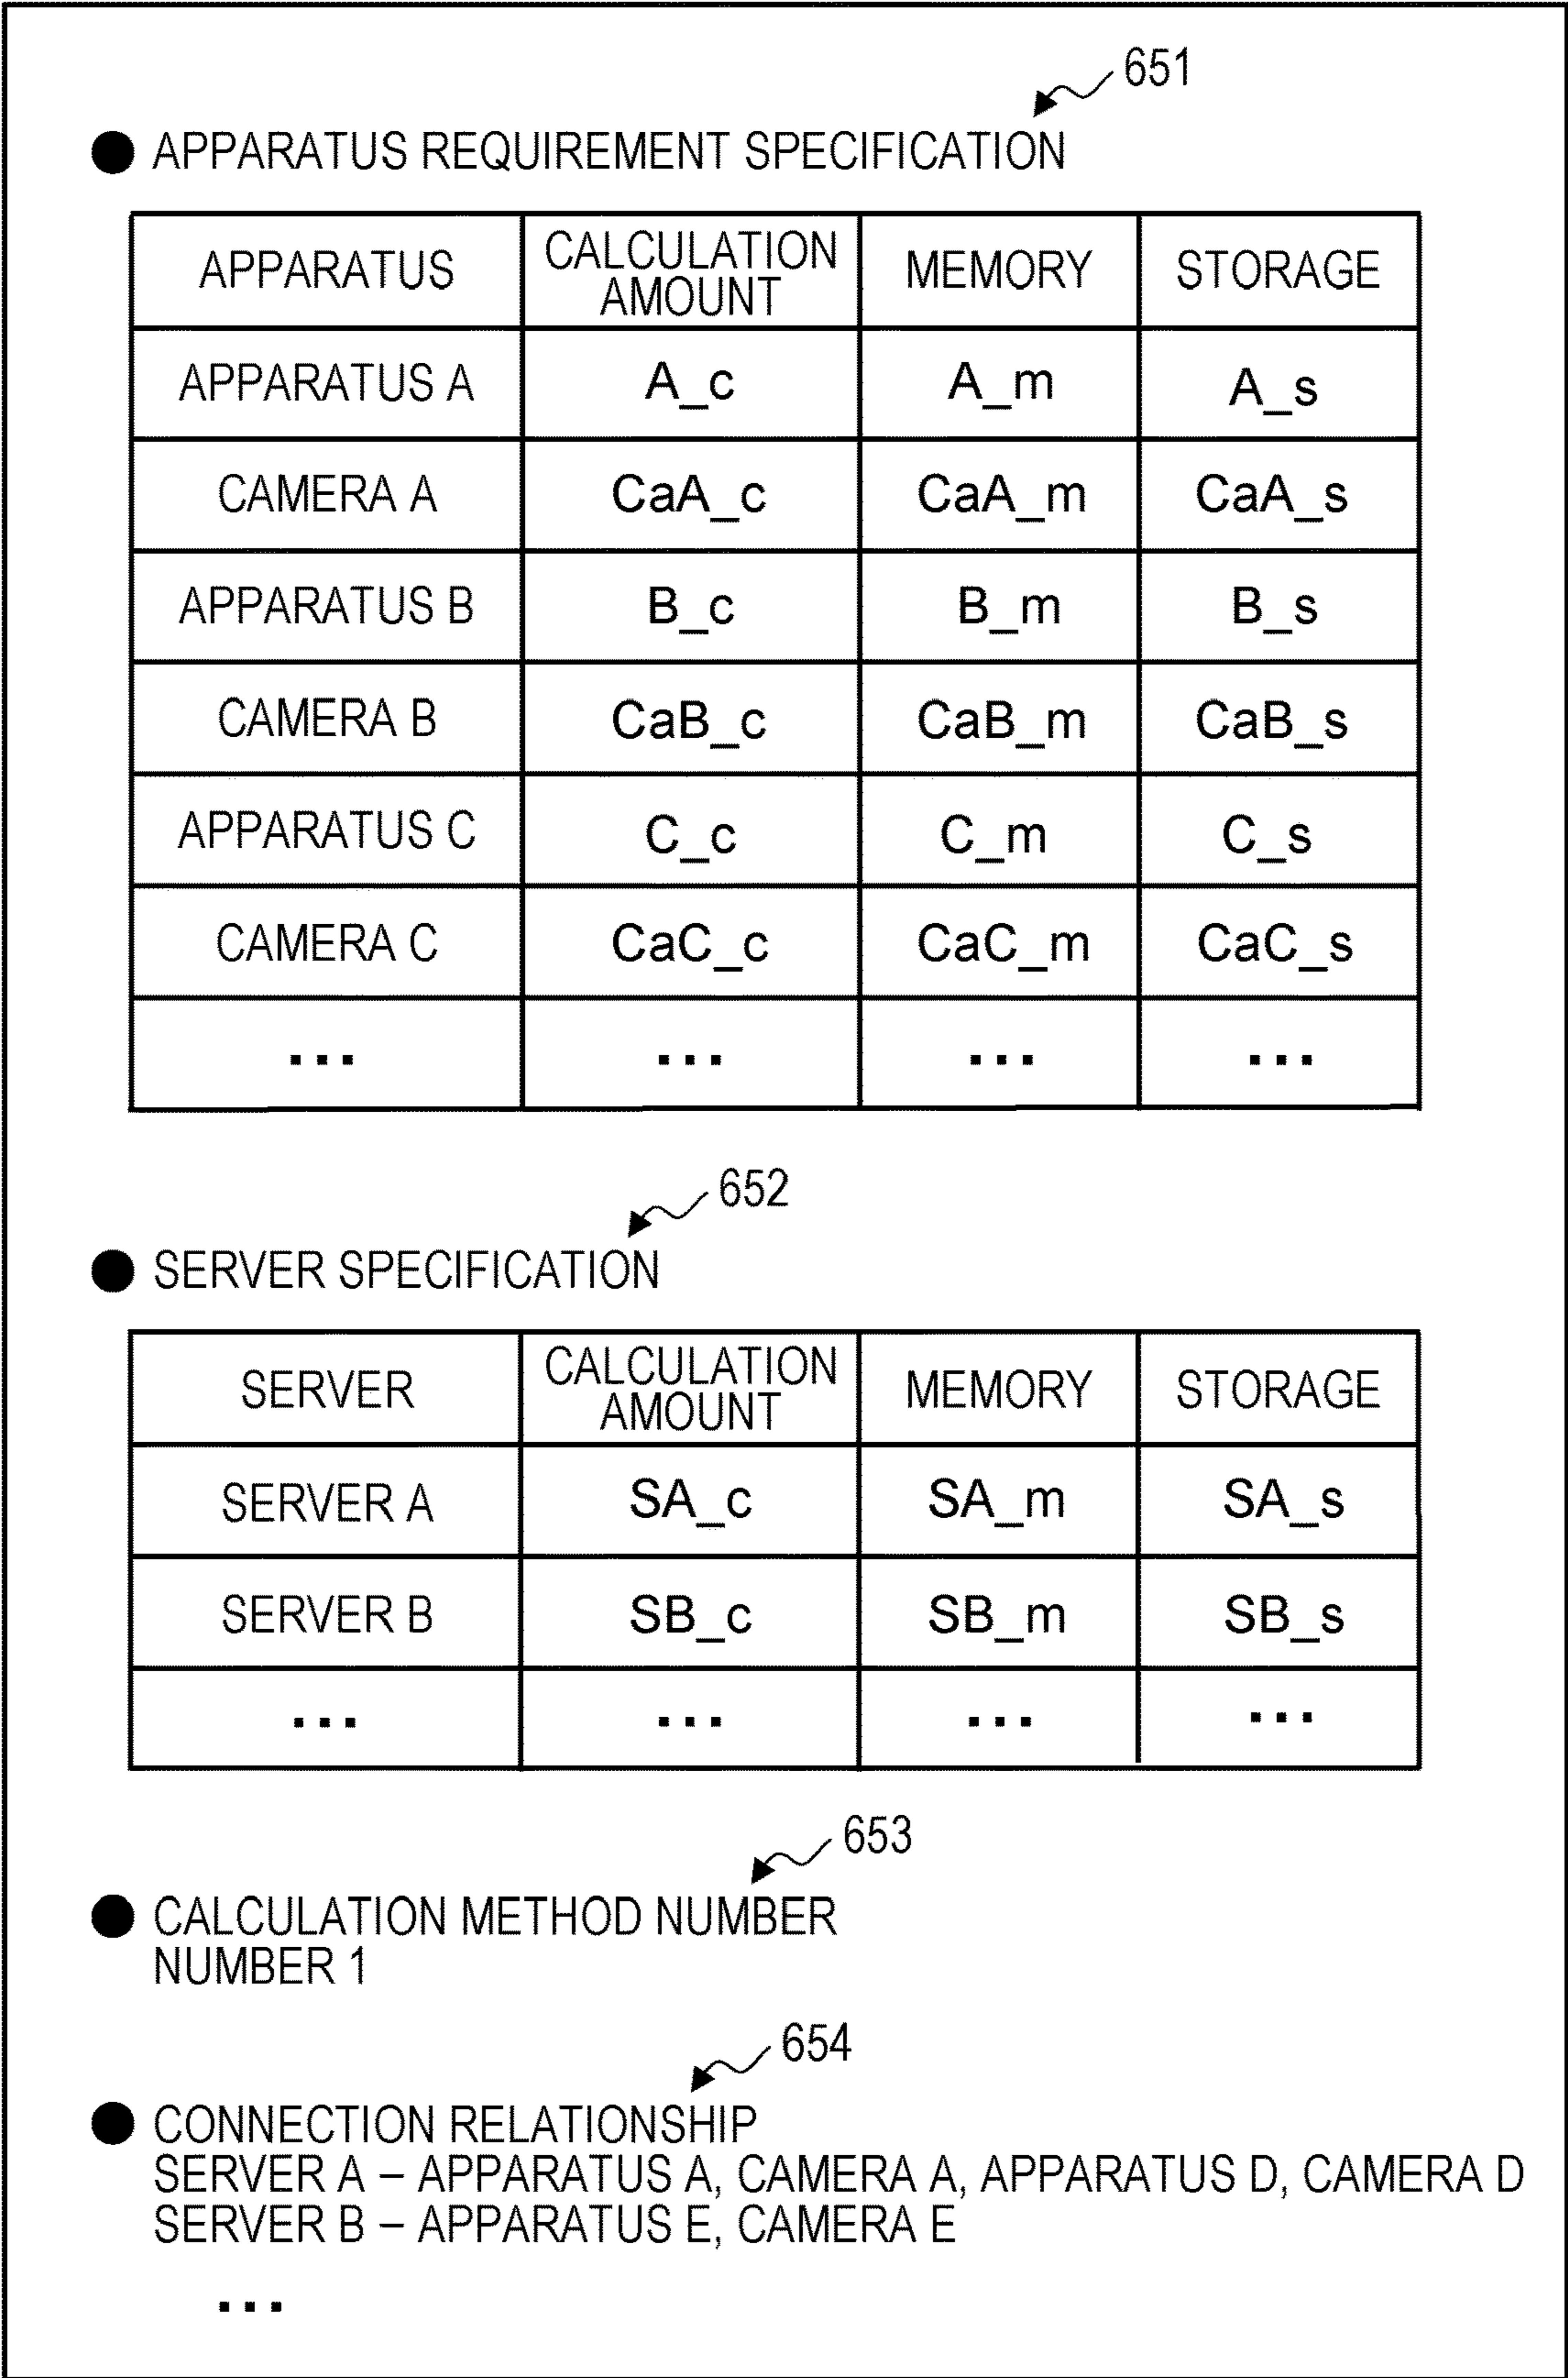 651
● APPARATUS REQUIREMENT SPECIFICATION
APPARATUS CALCULATION AMOUNT MEMORY STORAGE
APPARATUS A A_c A_m A_s
CAMERA A CaA_c CaA_m CaA_s
APPARATUS B B_c B_m B_s
CAMERA B CaB_c CaB_m CaB_s
APPARATUS C C_c C_m C_s
CAMERA C CaC_c CaC_m CaC_s
... ... ... ...
652
● SERVER SPECIFICATION
SERVER CALCULATION AMOUNT MEMORY STORAGE
SERVER A SA_c SA_m SA_s
SERVER B SB_c SB_m SB_s
... ... ... ...
653
● CALCULATION METHOD NUMBER
NUMBER 1
654
● CONNECTION RELATIONSHIP
SERVER A – APPARATUS A, CAMERA A, APPARATUS D, CAMERA D
SERVER B – APPARATUS E, CAMERA E
...